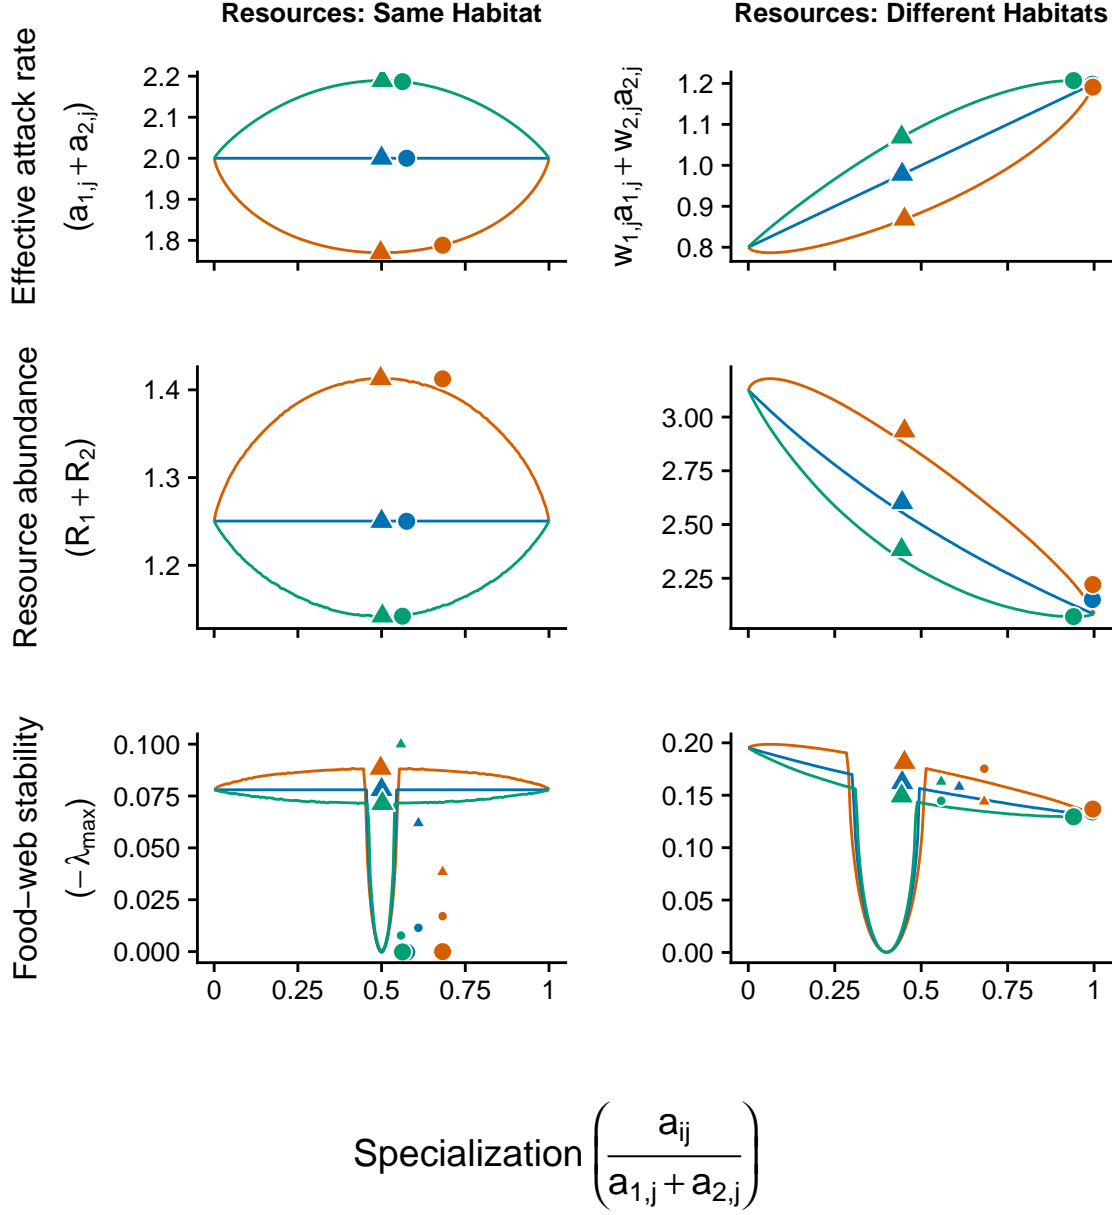 Resources: Same Habitat
Resources: Different Habitats
Effective attack rate
(a1,j + a2,j)
2.2
2.1
2.0
1.9
1.8
w1,ja1,j + w2,ja2,j
1.2
1.1
1.0
0.9
0.8
Resource abundance
(R1 + R2)
1.4
1.3
1.2
3.00
2.75
2.50
2.25
Food−web stability
(− λmax)
0.100
0.075
0.050
0.025
0.000
0 0.25 0.5 0.75 1
0.20
0.15
0.10
0.05
0.00
0 0.25 0.5 0.75 1
Specialization (aij / a1,j + a2,j)